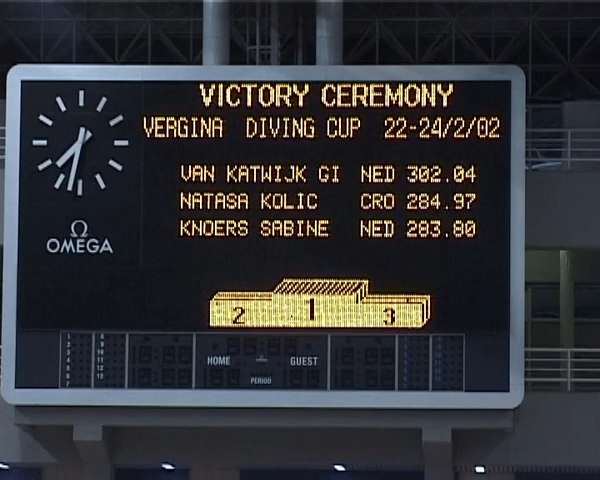 VICTORY CEREMONY
VERGINA DIVING CUP 22-24/2/02
VAN KATWIJK GI NED 302.04
NATASA KOLIC CRO 284.97
KNOERS SABINE NED 283.80
Ω
OMEGA
2 1 3
HOME GUEST
PERIOD